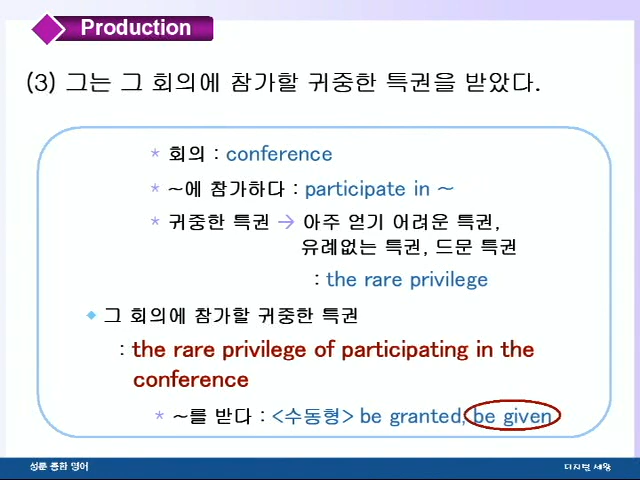 Production
(3) 그는 그 회의에 참가할 귀중한 특권을 받았다.
* 회의 : conference
* ~에 참가하다 : participate in ~
* 귀중한 특권 → 아주 얻기 어려운 특권,
유례없는 특권, 드문 특권
: the rare privilege
◆ 그 회의에 참가할 귀중한 특권
: the rare privilege of participating in the
conference
* ~를 받다 : <수동형> be granted, be given
성문 종합 영어
디지털 세왕